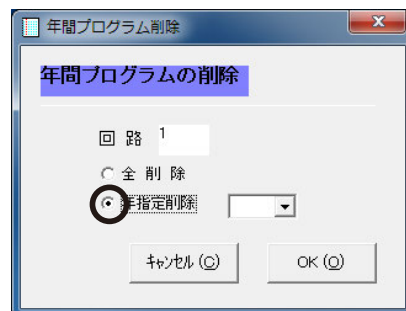 年間プログラム削除
年間プログラムの削除
回 路 1
全 削 除
年指定削除
ｷｬﾝｾﾙ (C)
OK (O)